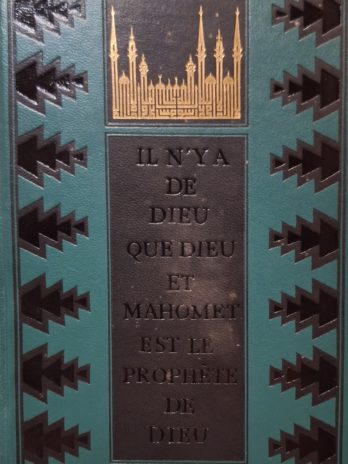 IL N'Y A
DE
DIEU
QUE DIEU
ET
MAHOMET
EST LE
PROPHÈTE
DE
DIEU